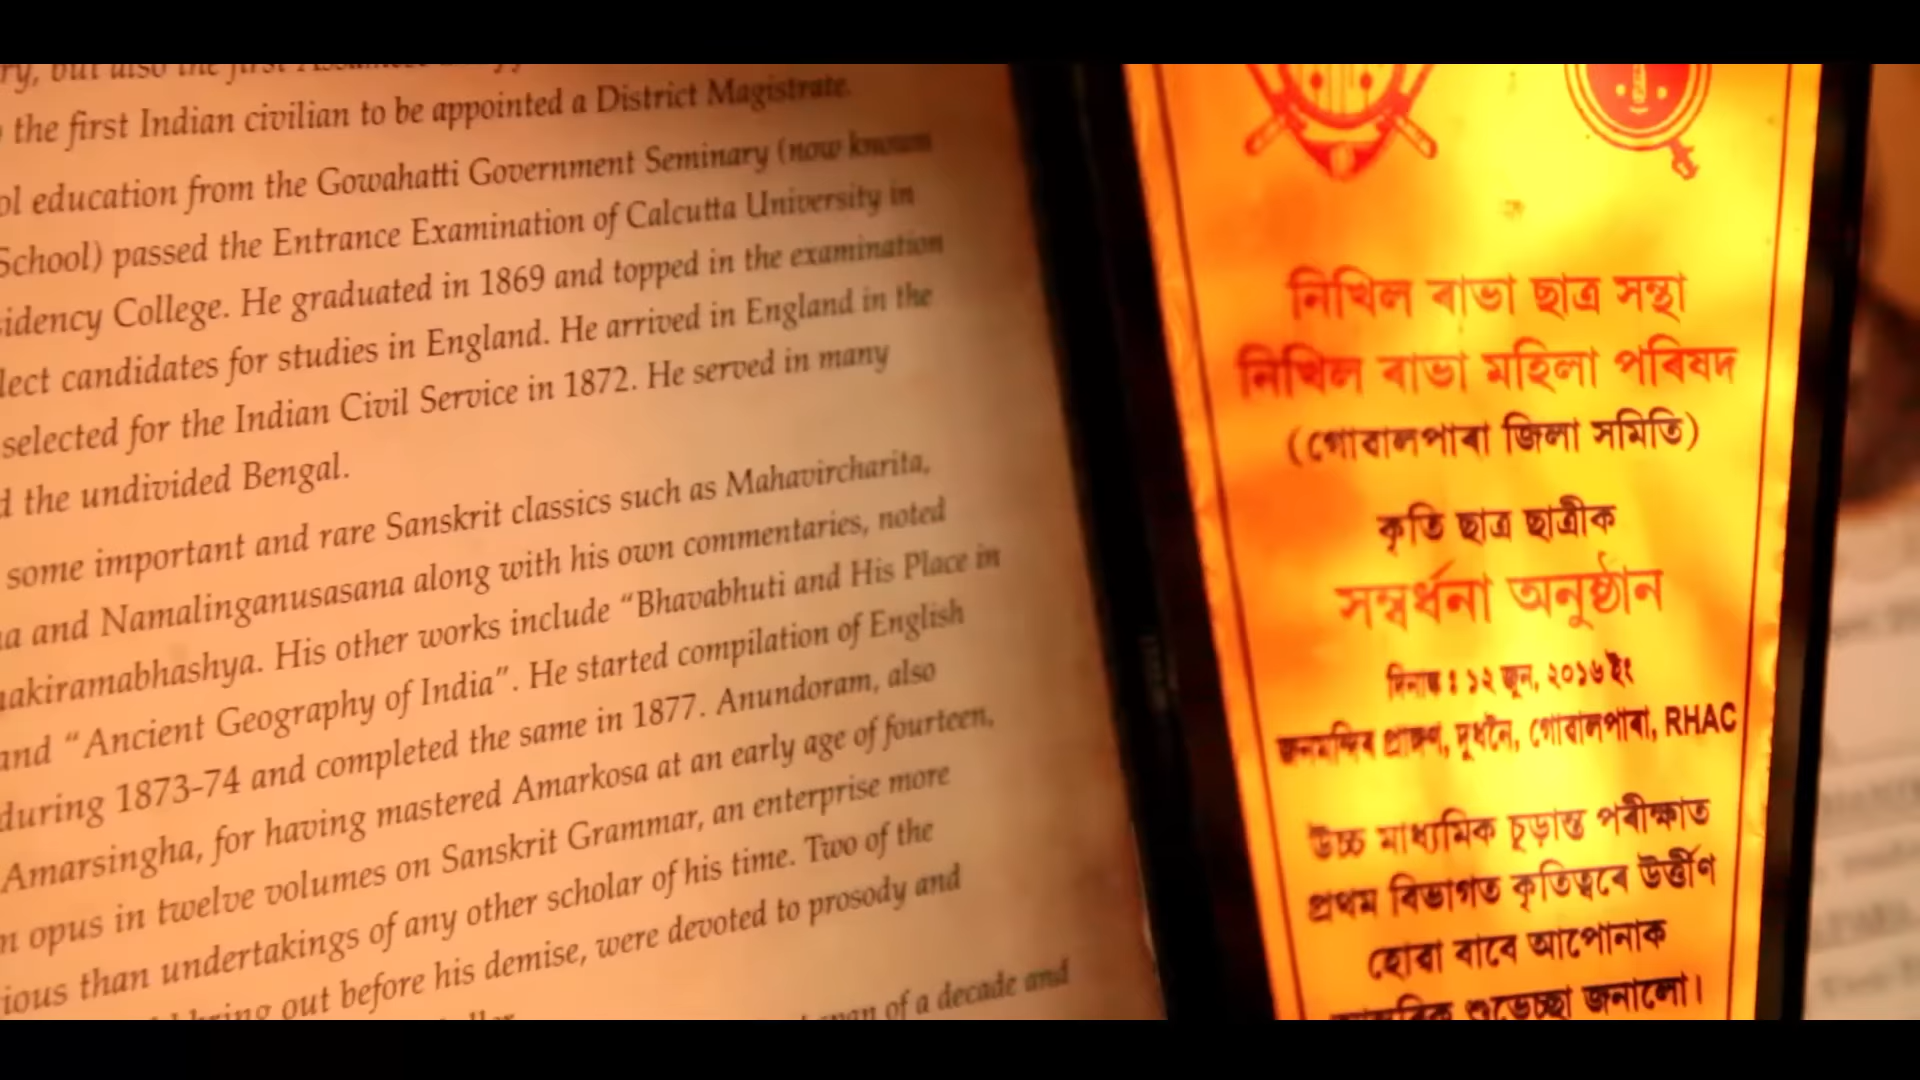 the first Indian civilian to be appointed a District Magistrate.
education from the Gowahatti Government Seminary (now known
School) passed the Entrance Examination of Calcutta University in
College. He graduated in 1869 and topped in the examination
candidates for studies in England. He arrived in England in the
selected for the Indian Civil Service in 1872. He served in many
the undivided Bengal.
some important and rare Sanskrit classics such as Mahavircharita,
and Namalinganusasana along with his own commentaries, noted
His other works include “Bhavabhuti and His Place in
and “Ancient Geography of India”. He started compilation of English
during 1873-74 and completed the same in 1877. Anundoram, also
Amarsingha, for having mastered Amarkosa at an early age of fourteen,
opus in twelve volumes on Sanskrit Grammar, an enterprise more
than undertakings of any other scholar of his time. Two of the
out before his demise, were devoted to prosody and
of a decade and
নিখিল ৰাভা ছাত্ৰ সন্থা
নিখিল ৰাভা মহিলা পৰিষদ
(গোৱালপাৰা জিলা সমিতি)
কৃতি ছাত্ৰ ছাত্ৰীক
সম্বৰ্ধনা অনুষ্ঠান
দিনাঙ্ক : ১২ জুন, ২০১৬ ইং
জনমন্দিৰ প্ৰাঙ্গণ, দুধনৈ, গোৱালপাৰা, RHAC
উচ্চ মাধ্যমিক চূড়ান্ত পৰীক্ষাত
প্ৰথম বিভাগত কৃতিত্বৰে উৰ্ত্তীণ
হোৱা বাবে আপোনাক
শুভেচ্ছা জনালো।